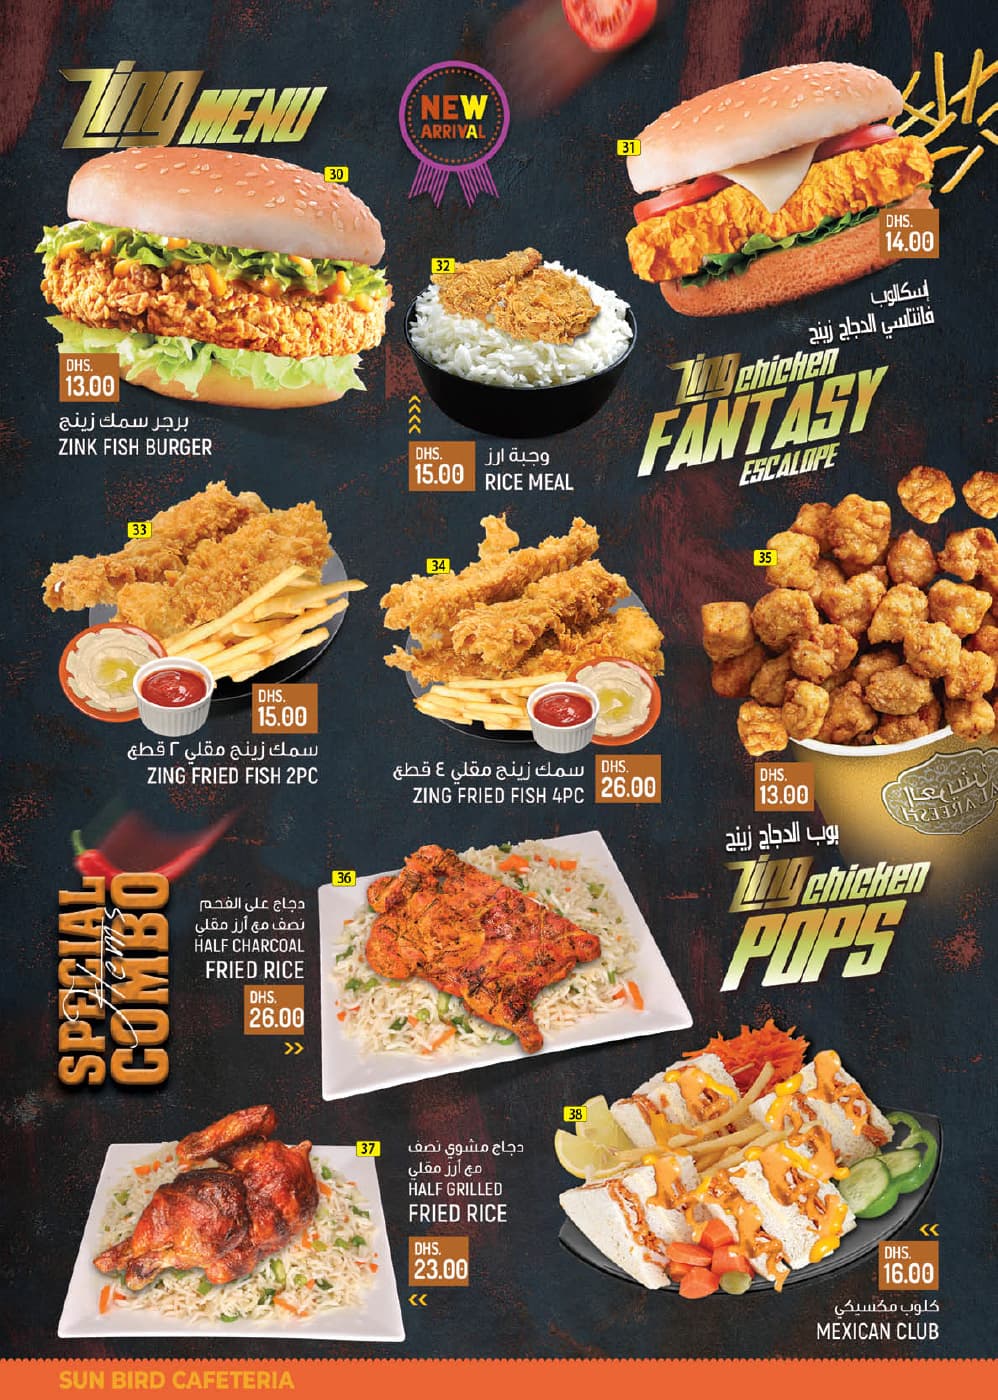 Zing MENU
NEW
ARRIVAL
30
DHS.
13.00
برجر سمك زينج
ZINK FISH BURGER
31
DHS.
14.00
إسكالوب
فانتاسي الدجاج زينج
Zing chicken
FANTASY
ESCALOPE
32
DHS.
15.00
وجبة ارز
RICE MEAL
33
DHS.
15.00
سمك زينج مقلي ٢ قطع
ZING FRIED FISH 2PC
34
سمك زينج مقلي ٤ قطع
ZING FRIED FISH 4PC
DHS.
26.00
35
DHS.
13.00
بوب الدجاج زينج
Zing chicken
POPS
SPECIAL
Items
COMBO
36
دجاج على الفحم
نصف مع أرز مقلي
HALF CHARCOAL
FRIED RICE
DHS.
26.00
37
دجاج مشوي نصف
مع أرز مقلي
HALF GRILLED
FRIED RICE
DHS.
23.00
38
DHS.
16.00
كلوب مكسيكي
MEXICAN CLUB
SUN BIRD CAFETERIA